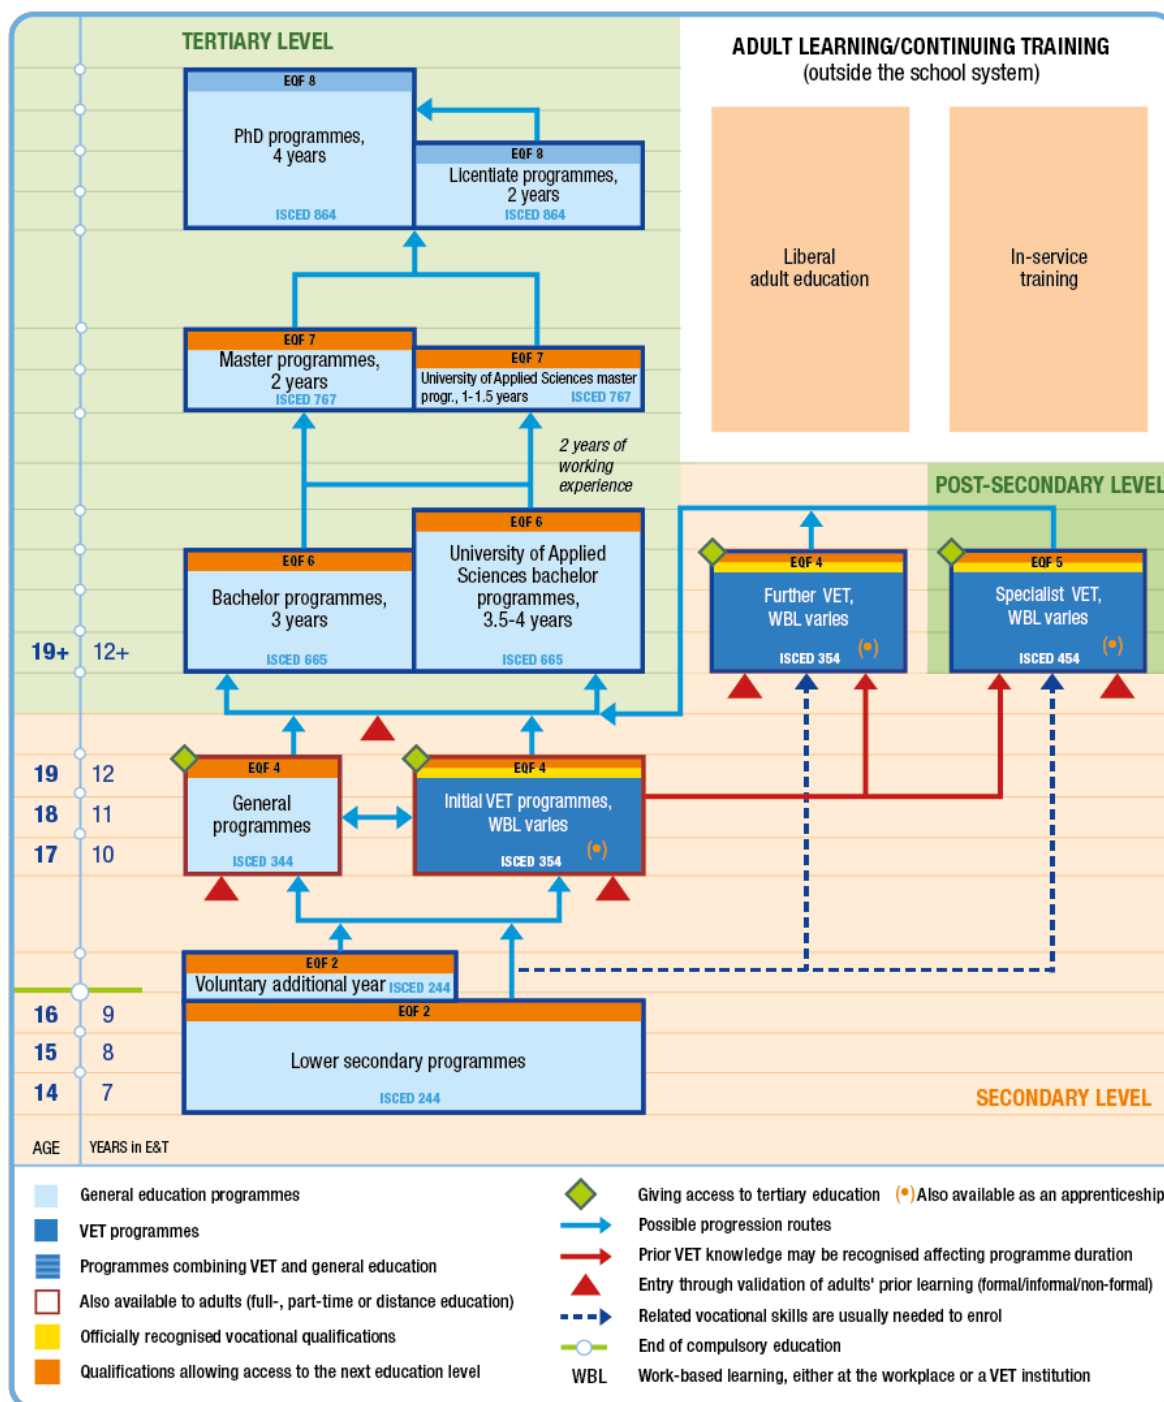 TERTIARY LEVEL
EQF 8
PhD programmes,
4 years
ISCED 864
EQF 8
Licentiate programmes,
2 years
ISCED 864
ADULT LEARNING/CONTINUING TRAINING
(outside the school system)
Liberal
adult education
In-service
training
EQF 7
Master programmes,
2 years
ISCED 767
EQF 7
University of Applied Sciences master
progr., 1-1.5 years ISCED 767
2 years of
working
experience
POST-SECONDARY LEVEL
EQF 6
Bachelor programmes,
3 years
ISCED 665
EQF 6
University of Applied
Sciences bachelor
programmes,
3.5-4 years
ISCED 665
EQF 4
Further VET,
WBL varies
ISCED 354 (•)
EQF 5
Specialist VET,
WBL varies
ISCED 454 (•)
19+ 12+
EQF 4
General
programmes
ISCED 344
EQF 4
Initial VET programmes,
WBL varies
ISCED 354 (•)
19 12
18 11
17 10
EQF 2
Voluntary additional year ISCED 244
EQF 2
Lower secondary programmes
ISCED 244
16 9
15 8
14 7
SECONDARY LEVEL
AGE YEARS in E&T
General education programmes
VET programmes
Programmes combining VET and general education
Also available to adults (full-, part-time or distance education)
Officially recognised vocational qualifications
Qualifications allowing access to the next education level
Giving access to tertiary education (•) Also available as an apprenticeship
Possible progression routes
Prior VET knowledge may be recognised affecting programme duration
Entry through validation of adults' prior learning (formal/informal/non-formal)
Related vocational skills are usually needed to enrol
End of compulsory education
WBL Work-based learning, either at the workplace or a VET institution